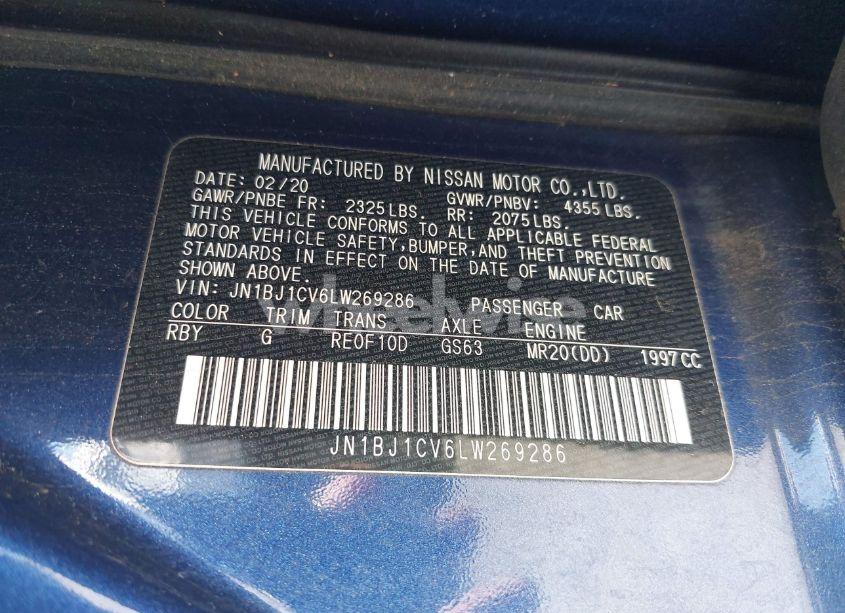 MANUFACTURED BY NISSAN MOTOR CO.,LTD.
DATE: 02/20 GVWR/PNBV: 4355 LBS.
GAWR/PNBE FR: 2325 LBS. RR: 2075 LBS.
THIS VEHICLE CONFORMS TO ALL APPLICABLE FEDERAL
MOTOR VEHICLE SAFETY, BUMPER, AND THEFT PREVENTION
STANDARDS IN EFFECT ON THE DATE OF MANUFACTURE
SHOWN ABOVE.
VIN: JN1BJ1CV6LW269286 PASSENGER CAR
COLOR TRIM TRANS AXLE ENGINE
RBY G RE0F10D GS63 MR20(DD) 1997CC
JN1BJ1CV6LW269286
wheelwire